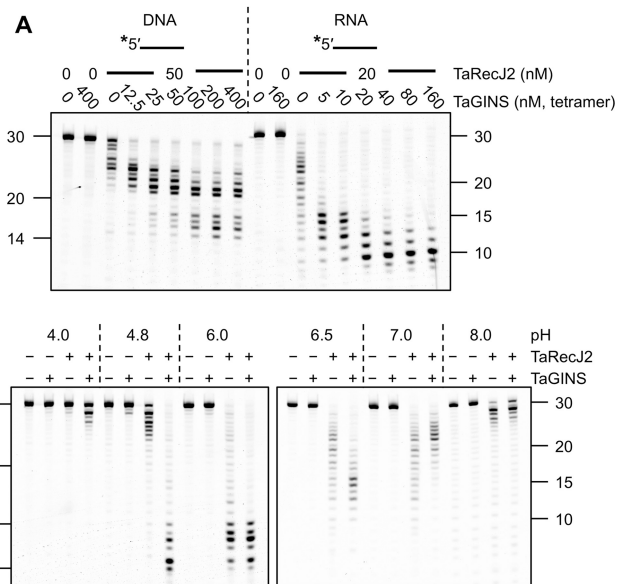 A
DNA RNA
*5′ *5′
0 0 50 0 0 20 TaRecJ2 (nM)
0 400 0 12.5 25 50 100 200 400 0 160 0 5 10 20 40 80 160 TaGINS (nM, tetramer)
30 30
20 20
15
14
10
4.0 4.8 6.0 6.5 7.0 8.0 pH
− − + + − − + + − − + + − − + + − − + + − − + + TaRecJ2
− + − + − + − + − + − + − + − + − + − + − + − + TaGINS
30
20
15
10